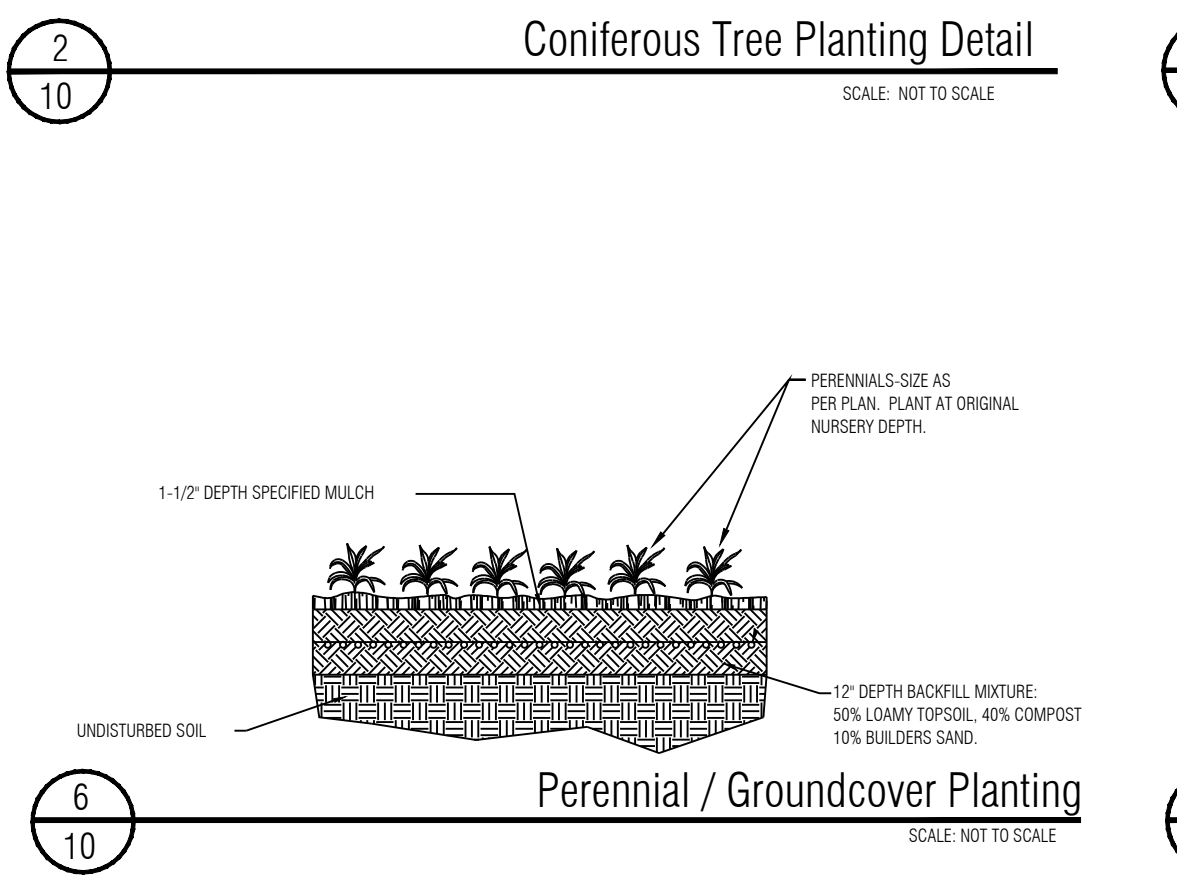 2
10
Coniferous Tree Planting Detail
SCALE: NOT TO SCALE
PERENNIALS-SIZE AS
PER PLAN. PLANT AT ORIGINAL
NURSERY DEPTH.
1-1/2" DEPTH SPECIFIED MULCH
12" DEPTH BACKFILL MIXTURE:
50% LOAMY TOPSOIL, 40% COMPOST
10% BUILDERS SAND.
UNDISTURBED SOIL
6
10
Perennial / Groundcover Planting
SCALE: NOT TO SCALE